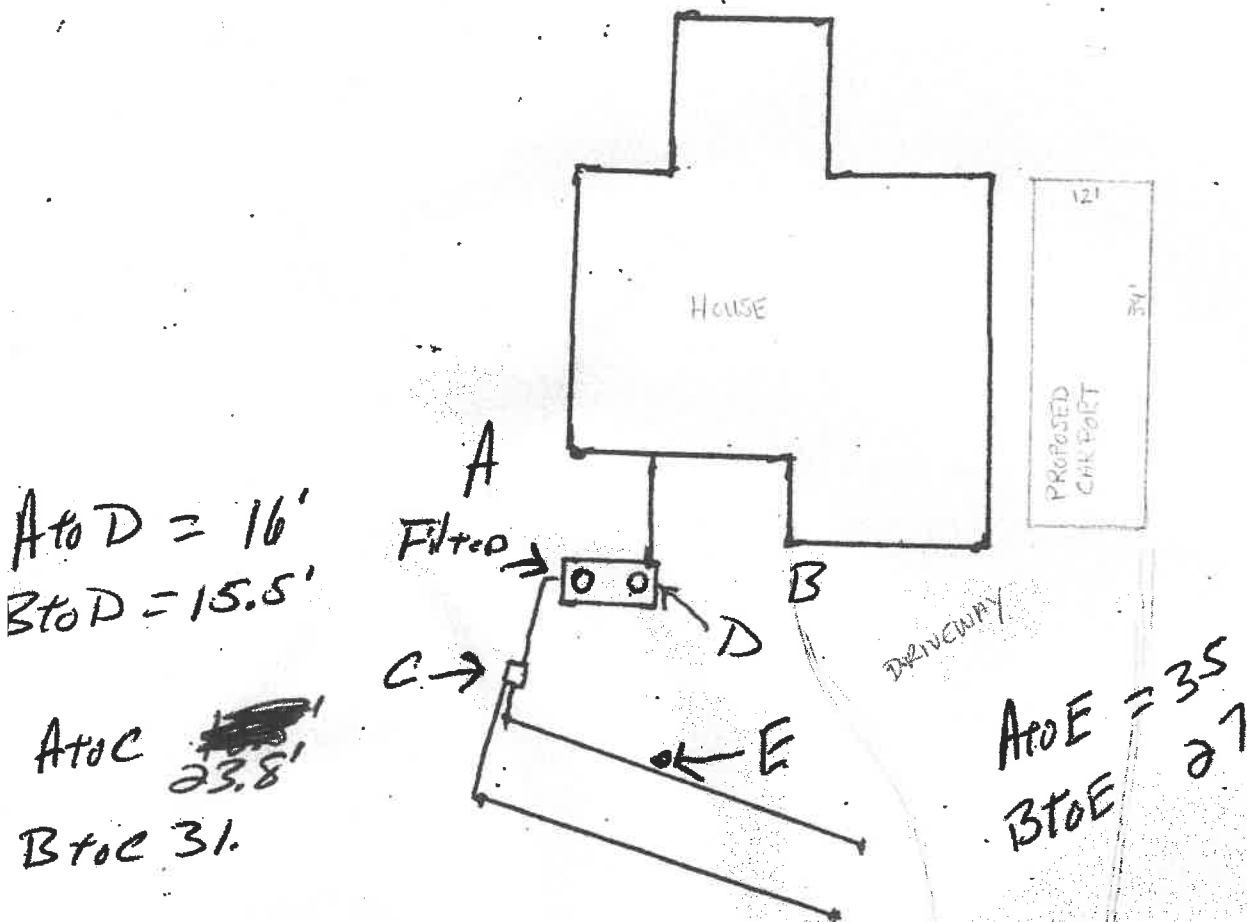 12'
HOUSE
34'
PROPOSED
CARPORT
A
Filter
A to D = 16'
B to D = 15.5'
B
D
DRIVEWAY
C
A to C
23.8'
B to C 31.
E
A to E = 35
B to E 27